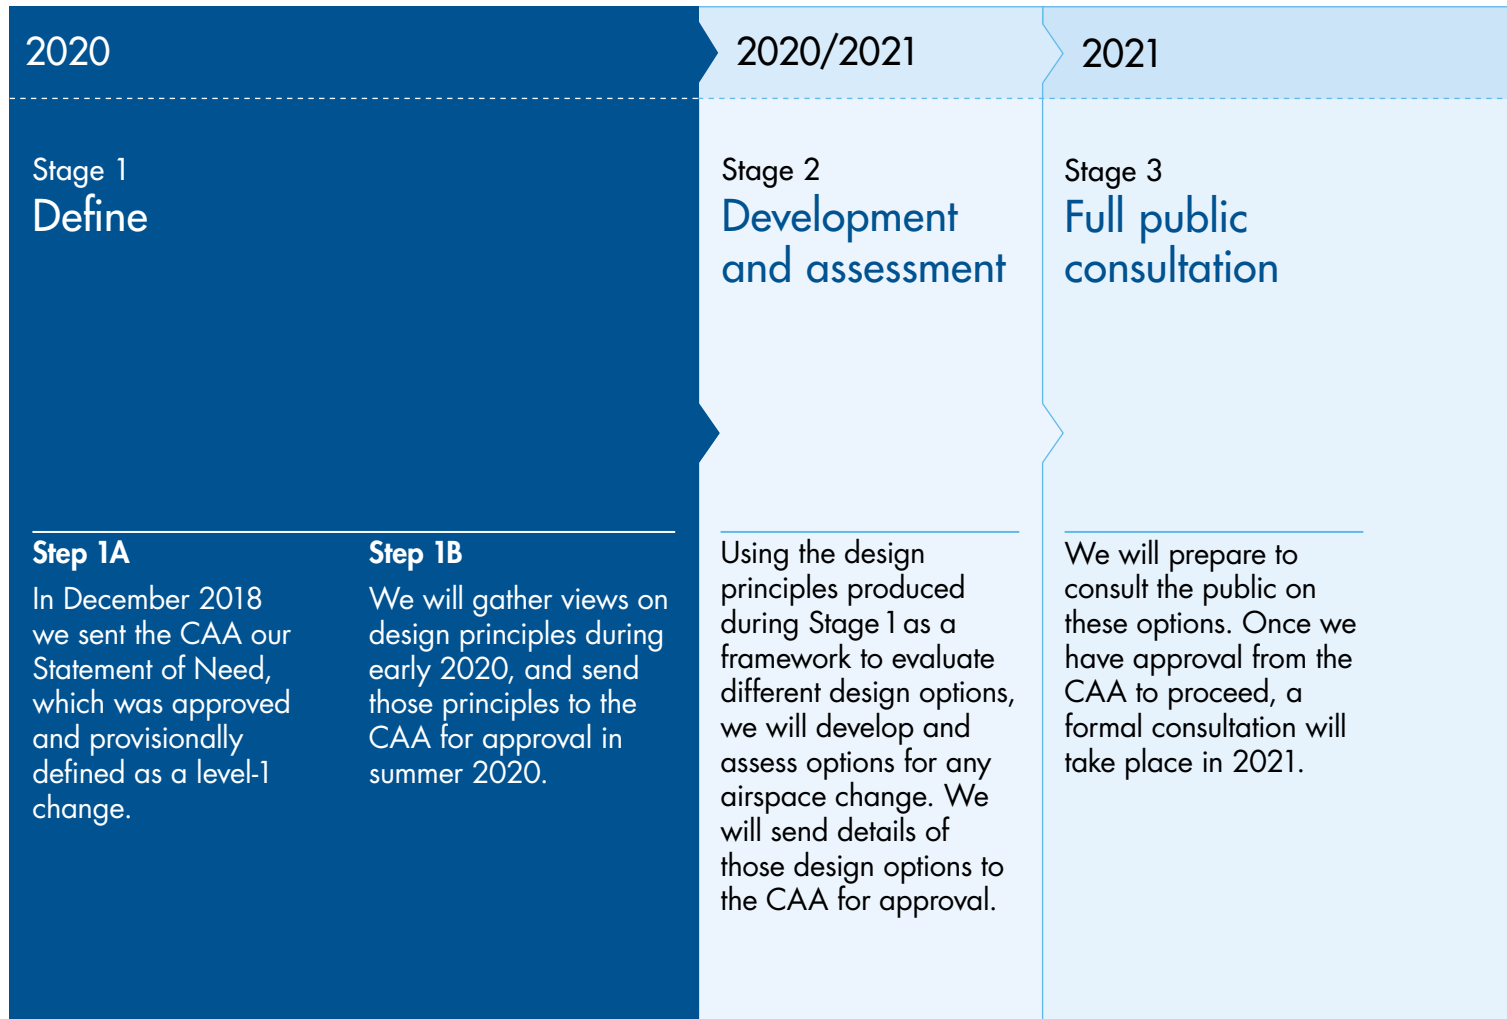 2020
2020/2021
2021
Stage 1
Define
Stage 2
Development
and assessment
Stage 3
Full public
consultation
Step 1A
In December 2018
we sent the CAA our
Statement of Need,
which was approved
and provisionally
defined as a level-1
change.
Step 1B
We will gather views on
design principles during
early 2020, and send
those principles to the
CAA for approval in
summer 2020.
Using the design
principles produced
during Stage 1 as a
framework to evaluate
different design options,
we will develop and
assess options for any
airspace change. We
will send details of
those design options to
the CAA for approval.
We will prepare to
consult the public on
these options. Once we
have approval from the
CAA to proceed, a
formal consultation will
take place in 2021.